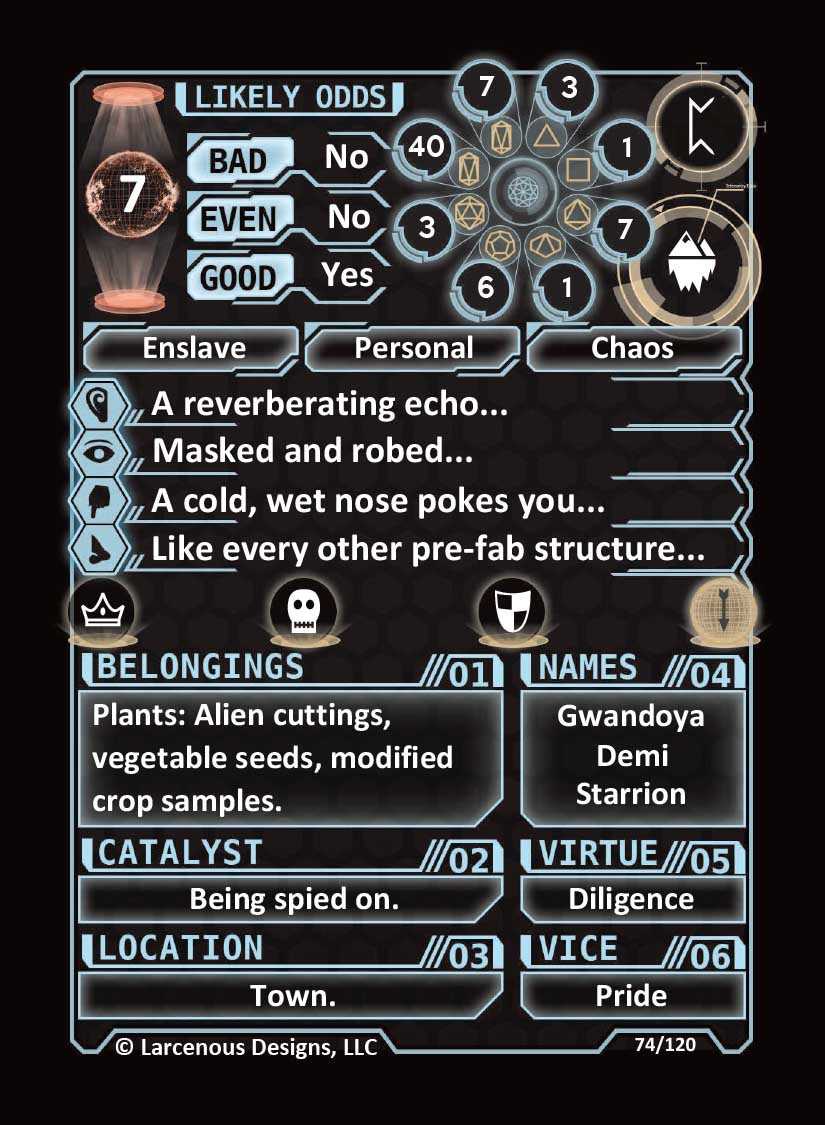 LIKELY ODDS
7
BAD No
EVEN No
GOOD Yes
7
3
40
1
3
7
6
1
Enslave Personal Chaos
A reverberating echo...
Masked and robed...
A cold, wet nose pokes you...
Like every other pre-fab structure...
BELONGINGS ///01
Plants: Alien cuttings,
vegetable seeds, modified
crop samples.
NAMES ///04
Gwandoya
Demi
Starrion
CATALYST ///02
Being spied on.
VIRTUE ///05
Diligence
LOCATION ///03
Town.
VICE ///06
Pride
© Larcenous Designs, LLC
74/120